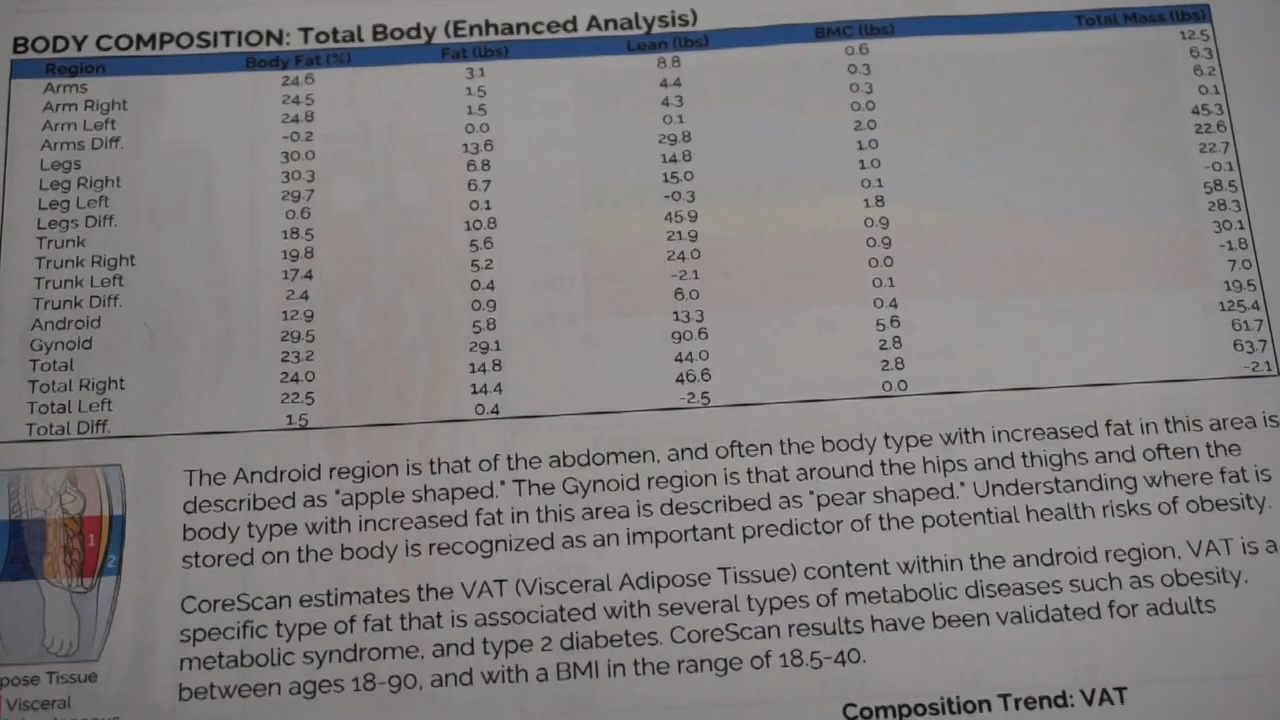 BODY COMPOSITION: Total Body (Enhanced Analysis)
Region Body Fat (%) Fat (lbs) Lean (lbs) BMC (lbs) Total Mass (lbs)
Arms 24.6 3.1 8.8 0.6 12.5
Arm Right 24.5 1.5 4.4 0.3 6.3
Arm Left 24.8 1.5 4.3 0.3 6.2
Arms Diff. -0.2 0.0 0.1 0.0 0.1
Legs 30.0 13.6 29.8 2.0 45.3
Leg Right 30.3 6.8 14.8 1.0 22.6
Leg Left 29.7 6.7 15.0 1.0 22.7
Legs Diff. 0.6 0.1 -0.3 0.1 -0.1
Trunk 18.5 10.8 45.9 1.8 58.5
Trunk Right 19.8 5.6 21.9 0.9 28.3
Trunk Left 17.4 5.2 24.0 0.9 30.1
Trunk Diff. 2.4 0.4 -2.1 0.0 -1.8
Android 12.9 0.9 6.0 0.1 7.0
Gynoid 29.5 5.8 13.3 0.4 19.5
Total 23.2 29.1 90.6 5.6 125.4
Total Right 24.0 14.8 44.0 2.8 61.7
Total Left 22.5 14.4 46.6 2.8 63.7
Total Diff. 1.5 0.4 -2.5 0.0 -2.1
The Android region is that of the abdomen, and often the body type with increased fat in this area is
described as "apple shaped." The Gynoid region is that around the hips and thighs and often the
body type with increased fat in this area is described as "pear shaped." Understanding where fat is
stored on the body is recognized as an important predictor of the potential health risks of obesity.
CoreScan estimates the VAT (Visceral Adipose Tissue) content within the android region, VAT is a
specific type of fat that is associated with several types of metabolic diseases such as obesity,
metabolic syndrome, and type 2 diabetes. CoreScan results have been validated for adults
between ages 18-90, and with a BMI in the range of 18.5-40.
1
2
pose Tissue
Visceral
Composition Trend: VAT